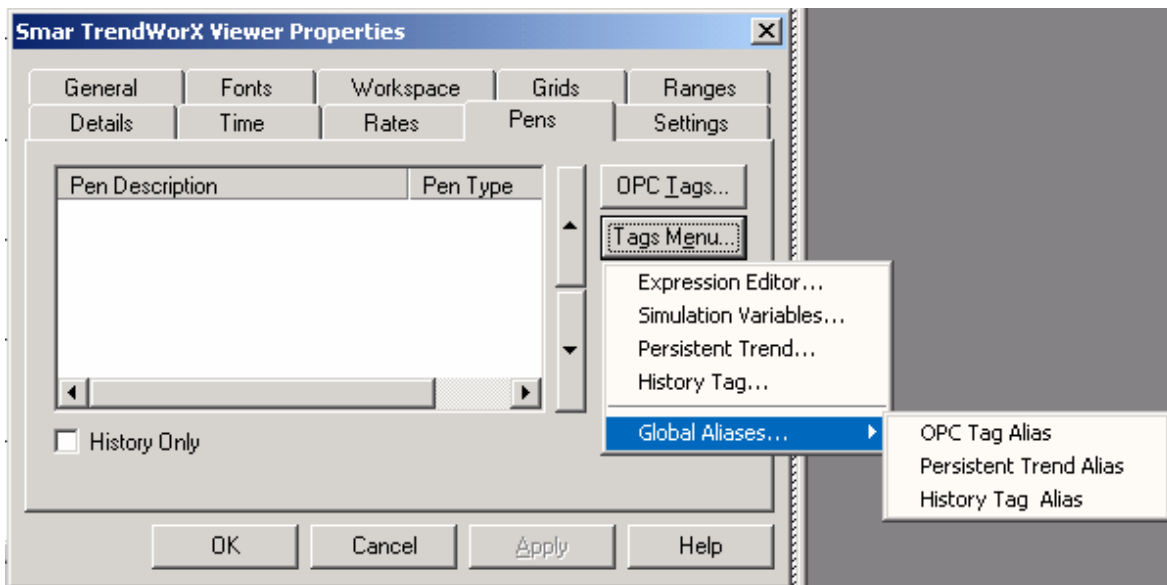 Smar TrendWorX Viewer Properties
General Fonts Workspace Grids Ranges
Details Time Rates Pens Settings
Pen Description Pen Type
OPC Tags...
Tags Menu...
Expression Editor...
Simulation Variables...
Persistent Trend...
History Tag...
Global Aliases...
OPC Tag Alias
Persistent Trend Alias
History Tag Alias
History Only
OK Cancel Apply Help